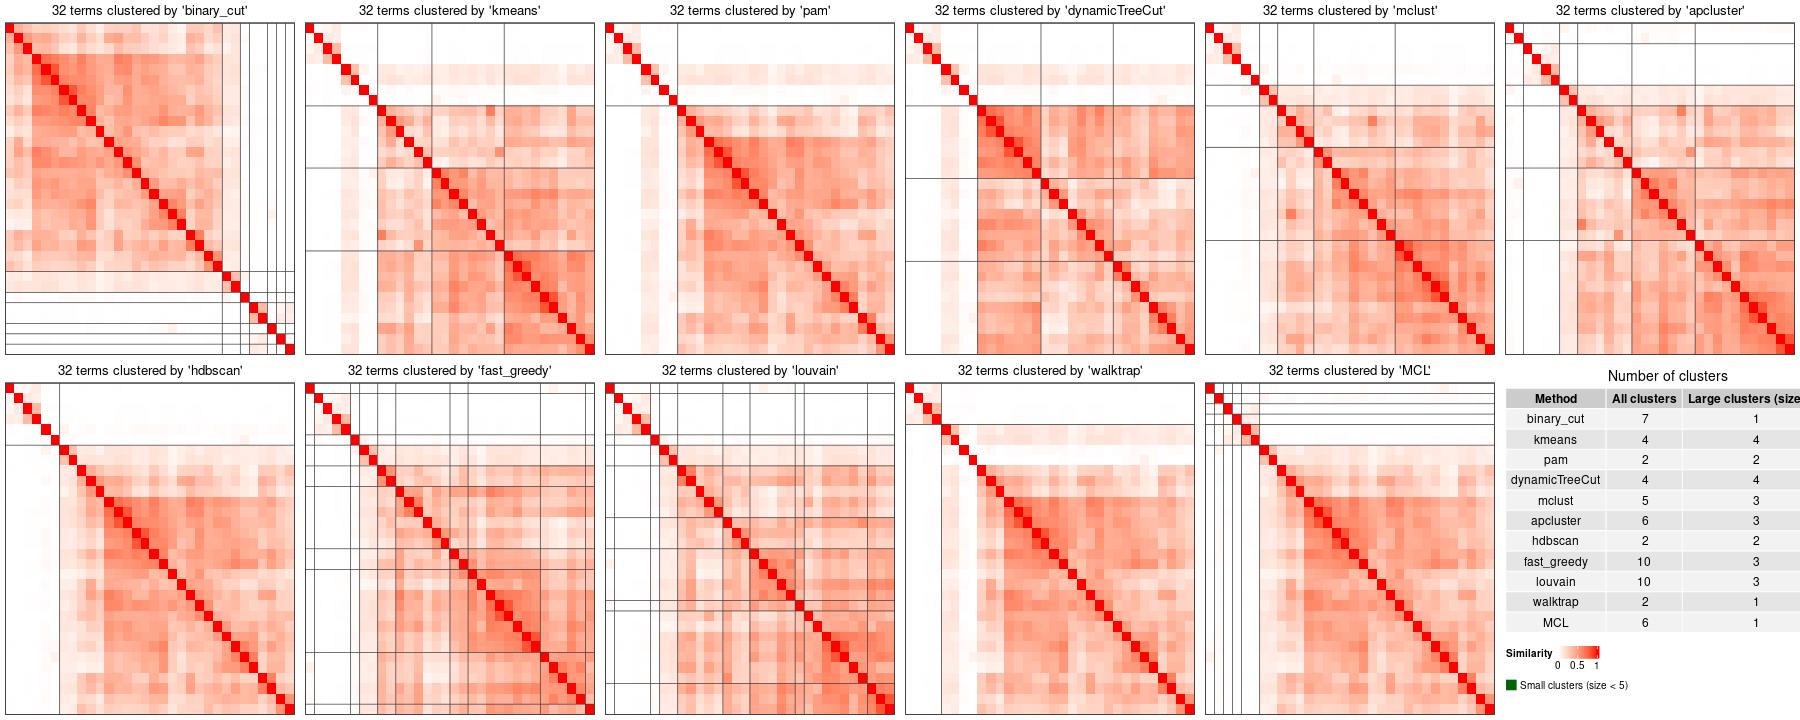 32 terms clustered by 'binary_cut'
32 terms clustered by 'kmeans'
32 terms clustered by 'pam'
32 terms clustered by 'dynamicTreeCut'
32 terms clustered by 'mclust'
32 terms clustered by 'apcluster'
32 terms clustered by 'hdbscan'
32 terms clustered by 'fast_greedy'
32 terms clustered by 'louvain'
32 terms clustered by 'walktrap'
32 terms clustered by 'MCL'
Number of clusters
Method All clusters Large clusters (size
binary_cut 7 1
kmeans 4 4
pam 2 2
dynamicTreeCut 4 4
mclust 5 3
apcluster 6 3
hdbscan 2 2
fast_greedy 10 3
louvain 10 3
walktrap 2 1
MCL 6 1
Similarity
0 0.5 1
Small clusters (size < 5)